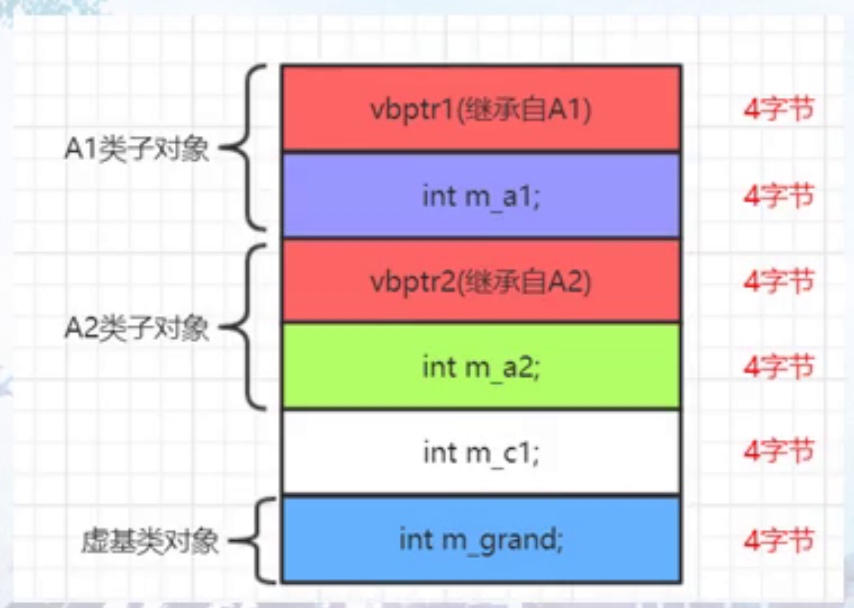 vbptr1(继承自A1)
4字节
A1类子对象
int m_a1;
4字节
vbptr2(继承自A2)
4字节
A2类子对象
int m_a2;
4字节
int m_c1;
4字节
虚基类对象
int m_grand;
4字节